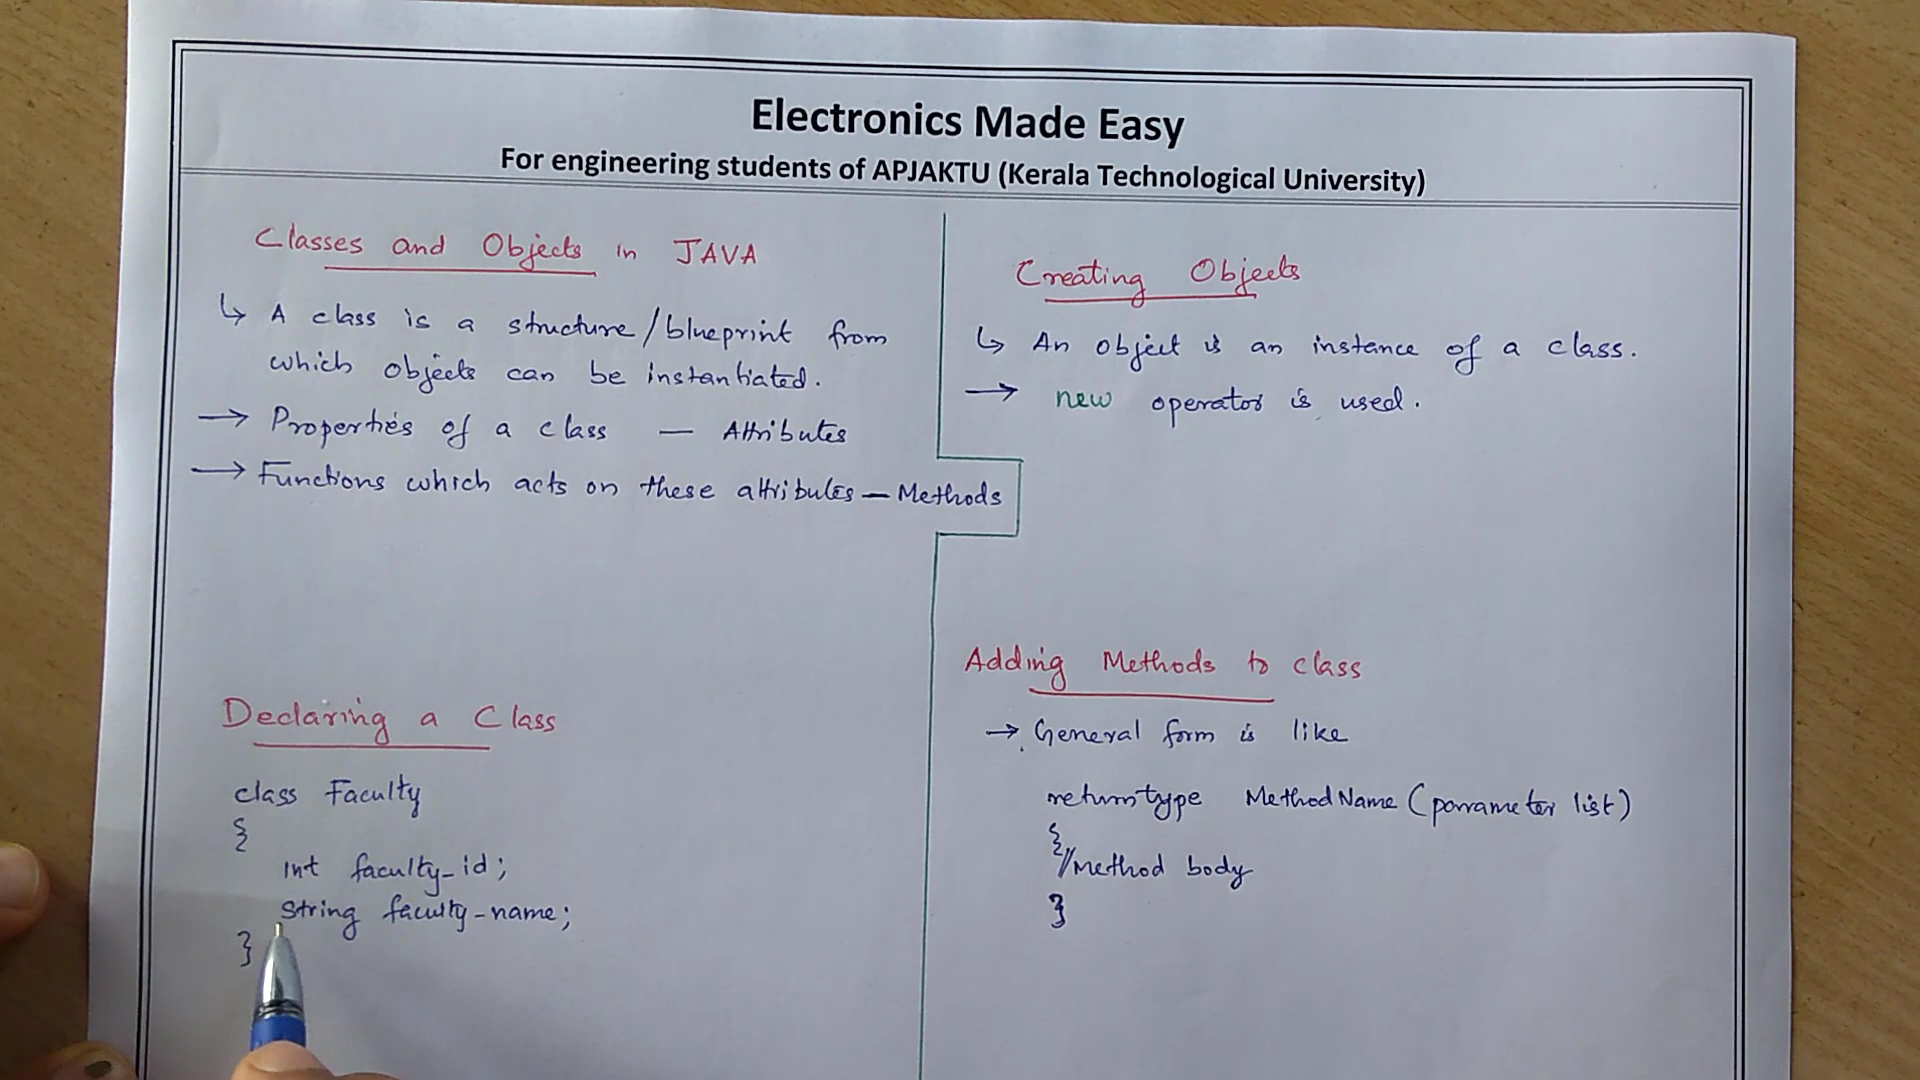 Electronics Made Easy
For engineering students of APJAKTU (Kerala Technological University)
Classes and Objects in JAVA
↳ A class is a structure/blueprint from
which objects can be instantiated.
→ Properties of a class — Attributes
→ Functions which acts on these attributes — Methods
Declaring a Class
class Faculty
{
int faculty_id;
String faculty-name;
}
Creating Objects
↳ An object is an instance of a class.
→ new operator is used.
Adding Methods to class
→ General form is like
returntype MethodName (parameter list)
{
//method body
}